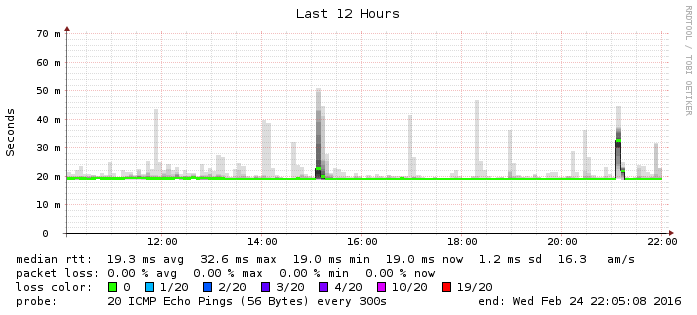 Last 12 Hours
RRDTOOL / TOBI OETIKER
Seconds
70 m
60 m
50 m
40 m
30 m
20 m
10 m
0
12:00 14:00 16:00 18:00 20:00 22:00
median rtt: 19.3 ms avg 32.6 ms max 19.0 ms min 19.0 ms now 1.2 ms sd 16.3 am/s
packet loss: 0.00 % avg 0.00 % max 0.00 % min 0.00 % now
loss color: 0 1/20 2/20 3/20 4/20 10/20 19/20
probe: 20 ICMP Echo Pings (56 Bytes) every 300s end: Wed Feb 24 22:05:08 2016